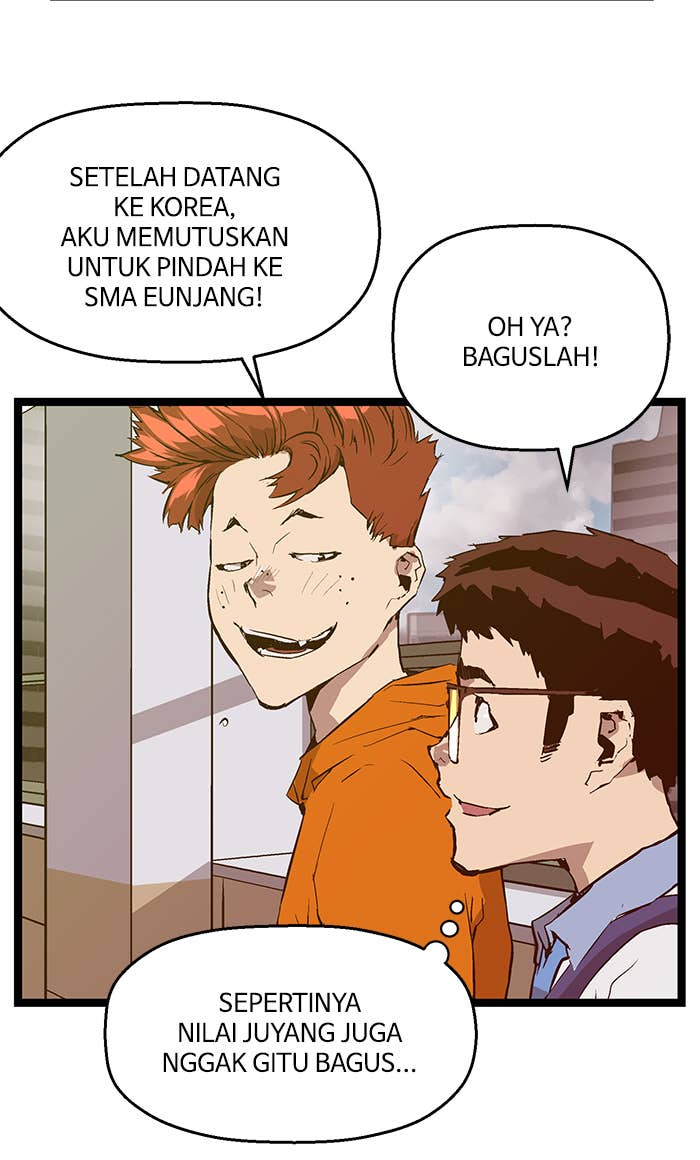 SETELAH DATANG
KE KOREA,
AKU MEMUTUSKAN
UNTUK PINDAH KE
SMA EUNJANG!
OH YA?
BAGUSLAH!
SEPERTINYA
NILAI JUYANG JUGA
NGGAK GITU BAGUS...